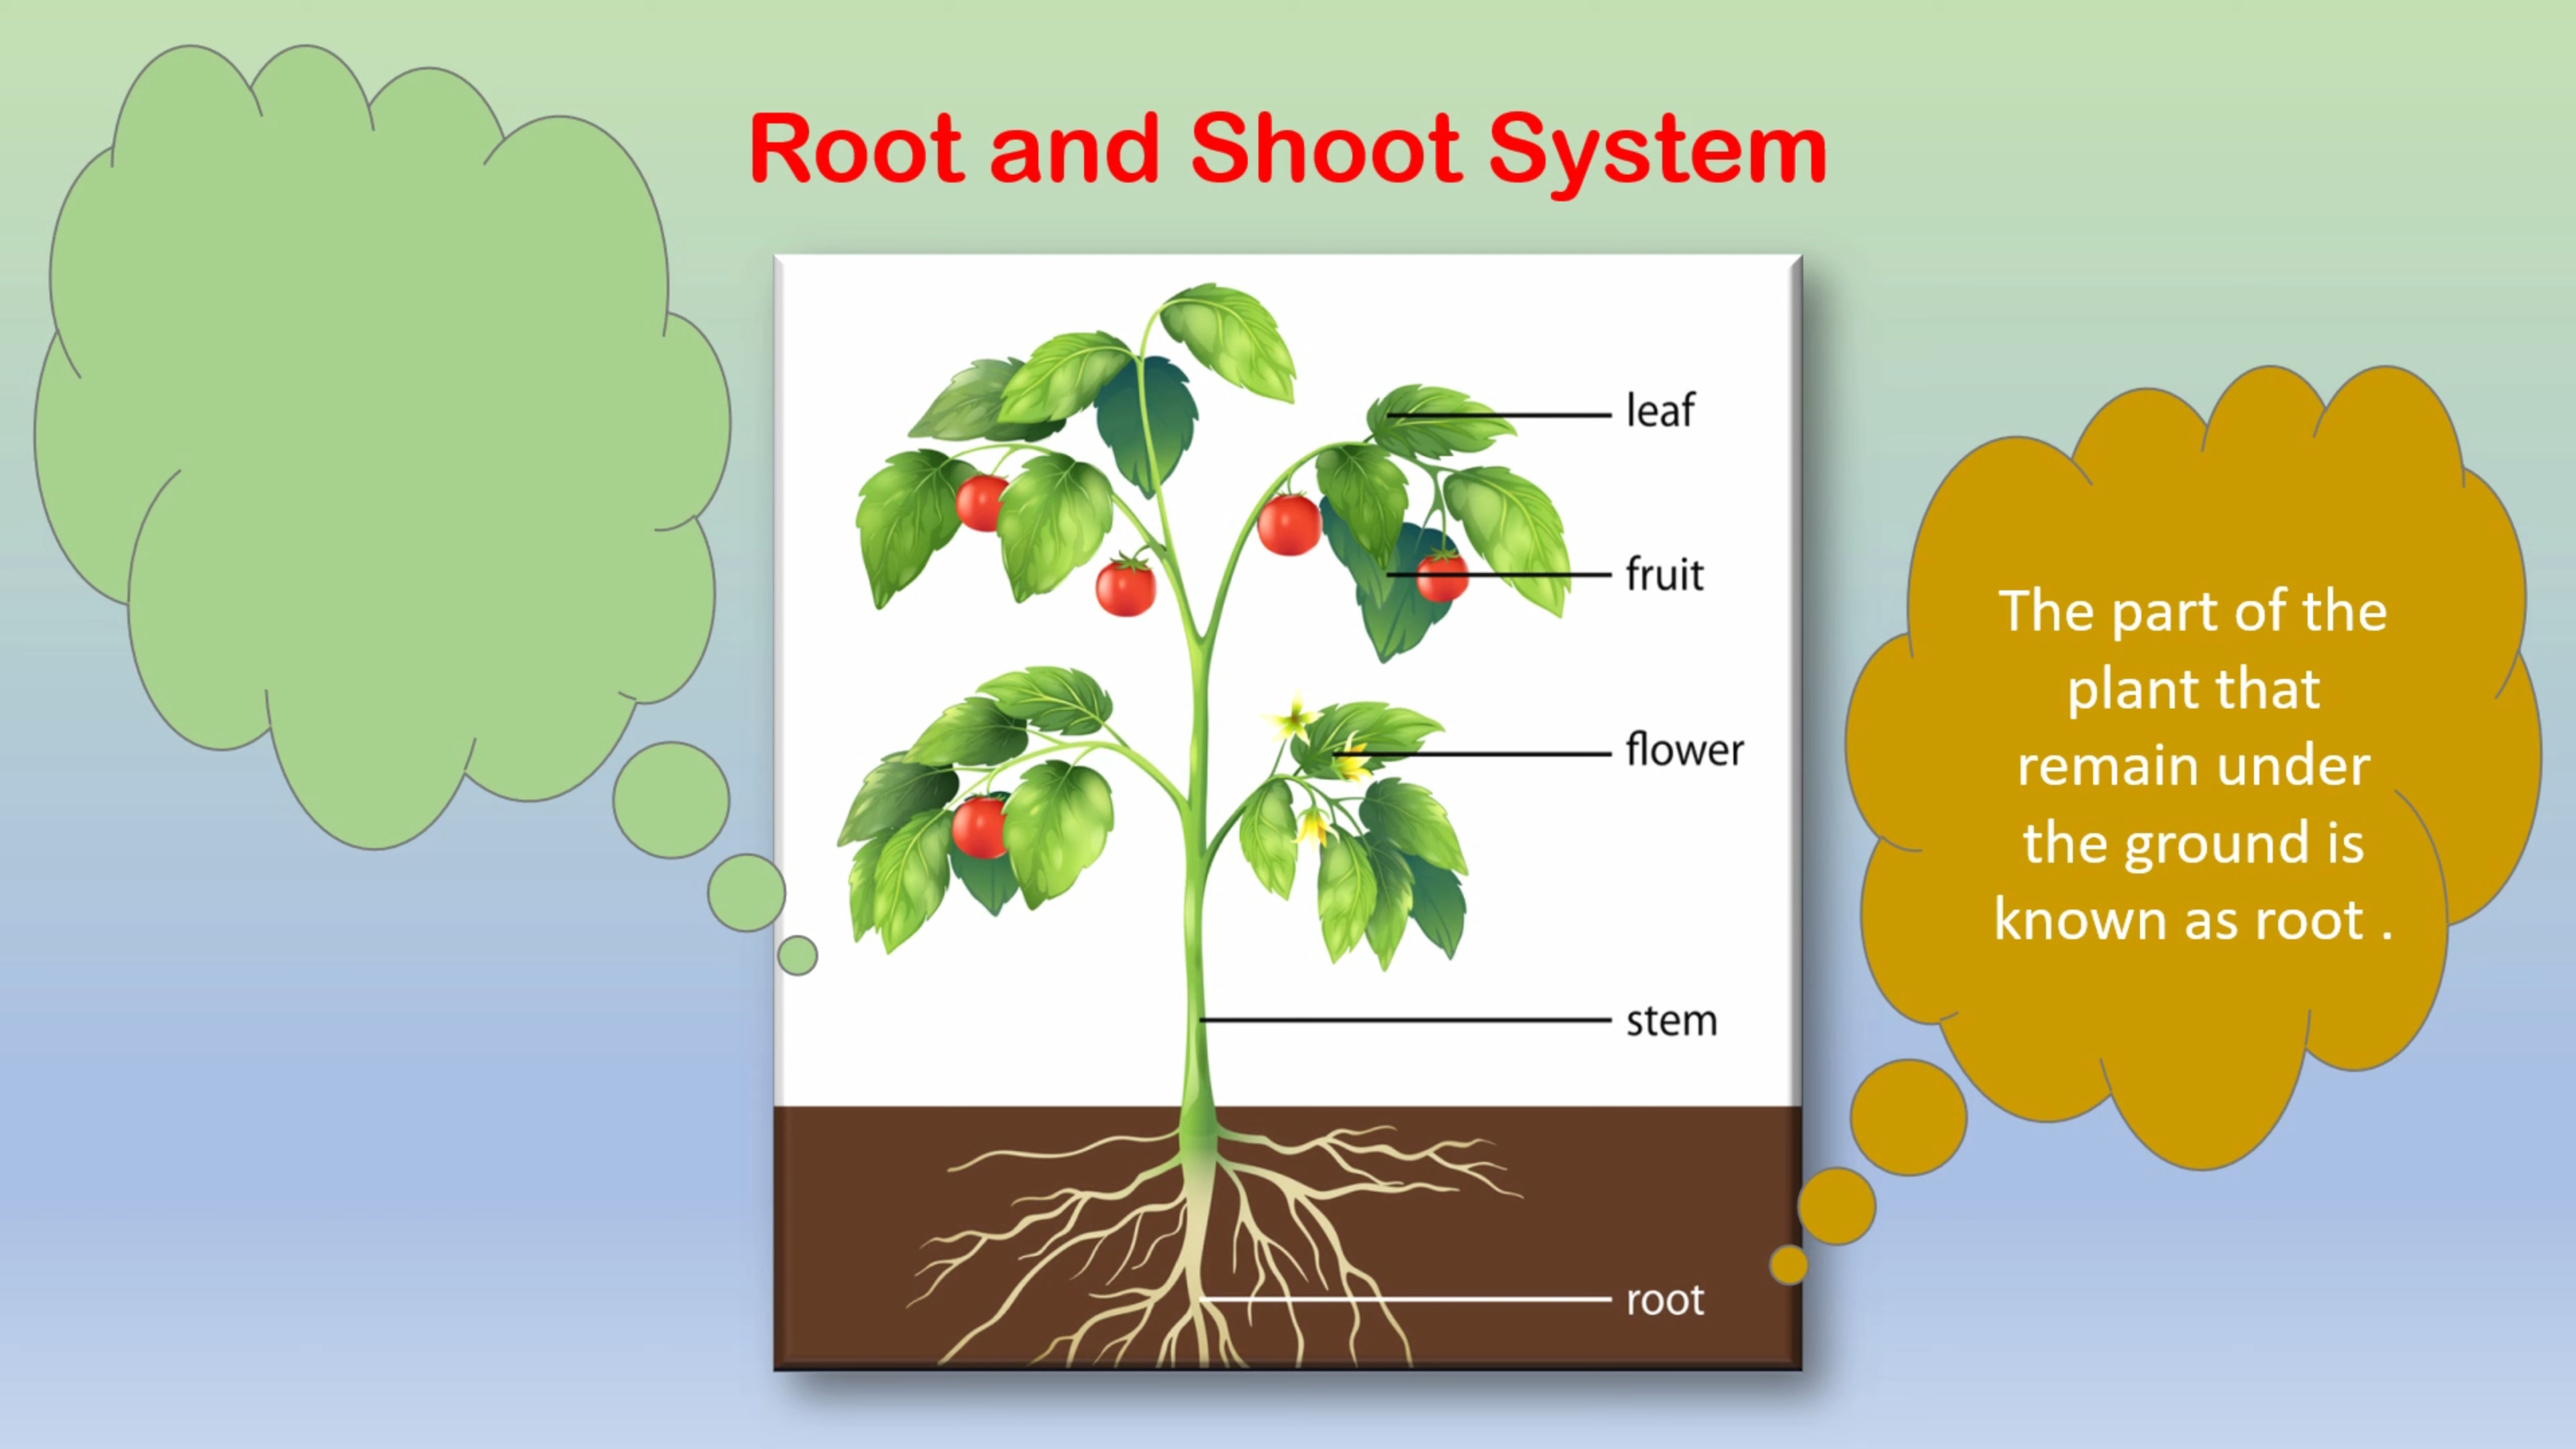 Root and Shoot System
leaf
fruit
flower
stem
root
The part of the
plant that
remain under
the ground is
known as root .